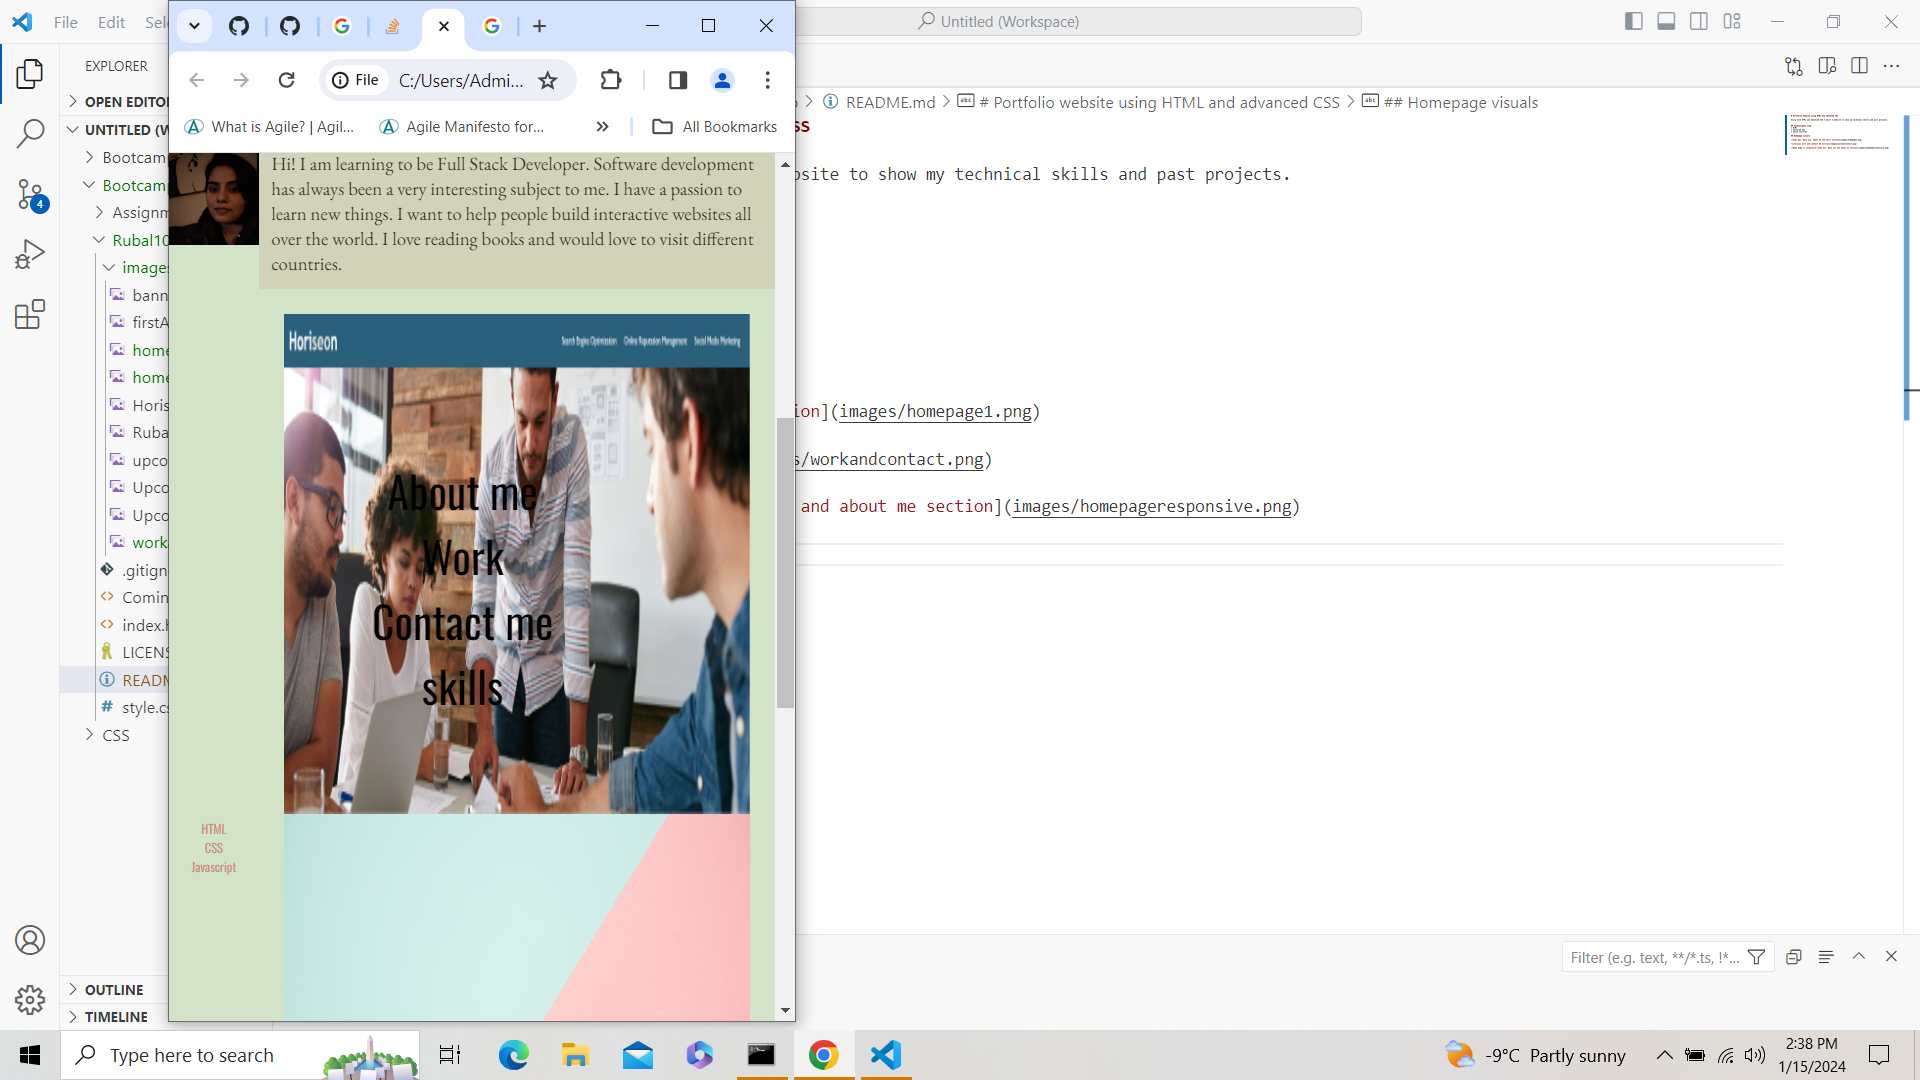 File
Edit
Sel
Untitled (Workspace)
EXPLORER
OPEN EDITO
UNTITLED (W
Bootcam
Bootcam
Assignm
Rubal10
images
bann
firstA
home
home
Horis
Ruba
upco
Upco
Upco
work
.gitign
Comin
index.h
LICENS
READM
style.cs
CSS
OUTLINE
TIMELINE
4
File
C:/Users/Admi...
What is Agile? | Agil...
Agile Manifesto for...
All Bookmarks
Hi! I am learning to be Full Stack Developer. Software development
has always been a very interesting subject to me. I have a passion to
learn new things. I want to help people build interactive websites all
over the world. I love reading books and would love to visit different
countries.
Horiseon
Search Engine Optimization
Online Reputation Management
Social Media Marketing
About me
Work
Contact me
skills
HTML
CSS
Javascript
README.md
# Portfolio website using HTML and advanced CSS
## Homepage visuals
SS
bsite to show my technical skills and past projects.
ion](images/homepage1.png)
s/workandcontact.png)
and about me section](images/homepageresponsive.png)
Filter (e.g. text, **/*.ts, !*...
Type here to search
-9°C Partly sunny
2:38 PM
1/15/2024